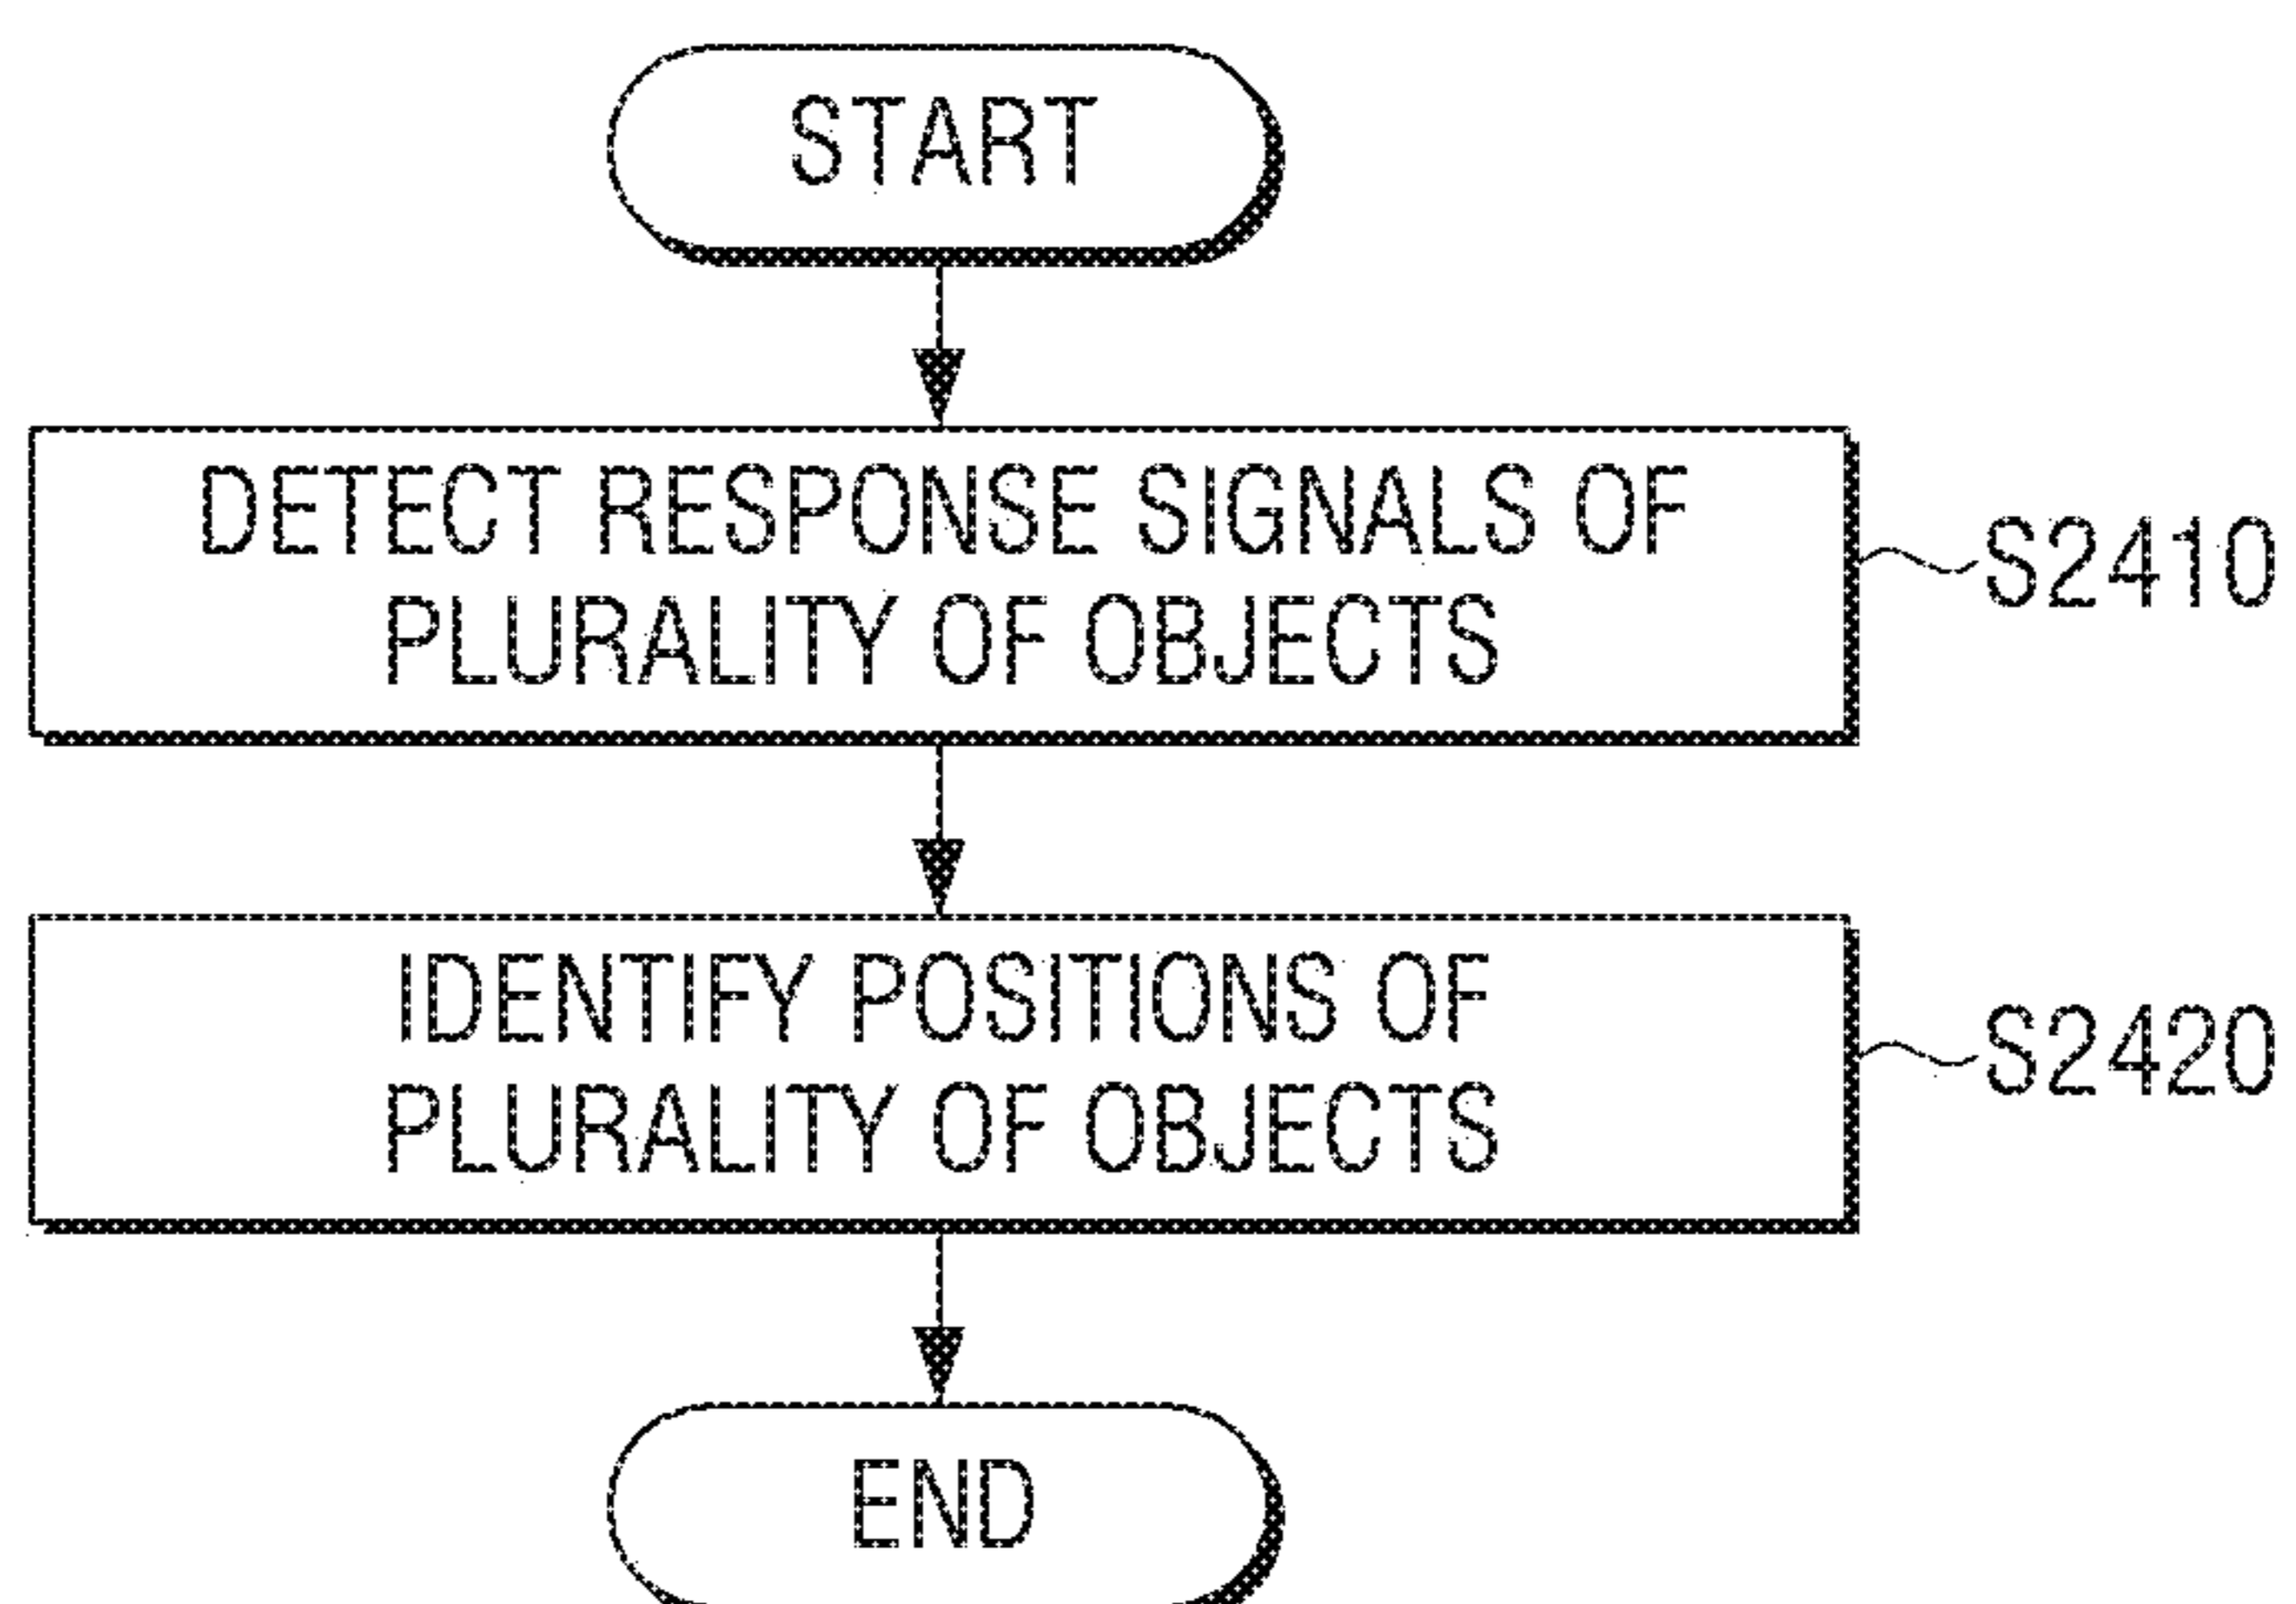 START
DETECT RESPONSE SIGNALS OF
PLURALITY OF OBJECTS
S2410
IDENTIFY POSITIONS OF
PLURALITY OF OBJECTS
S2420
END